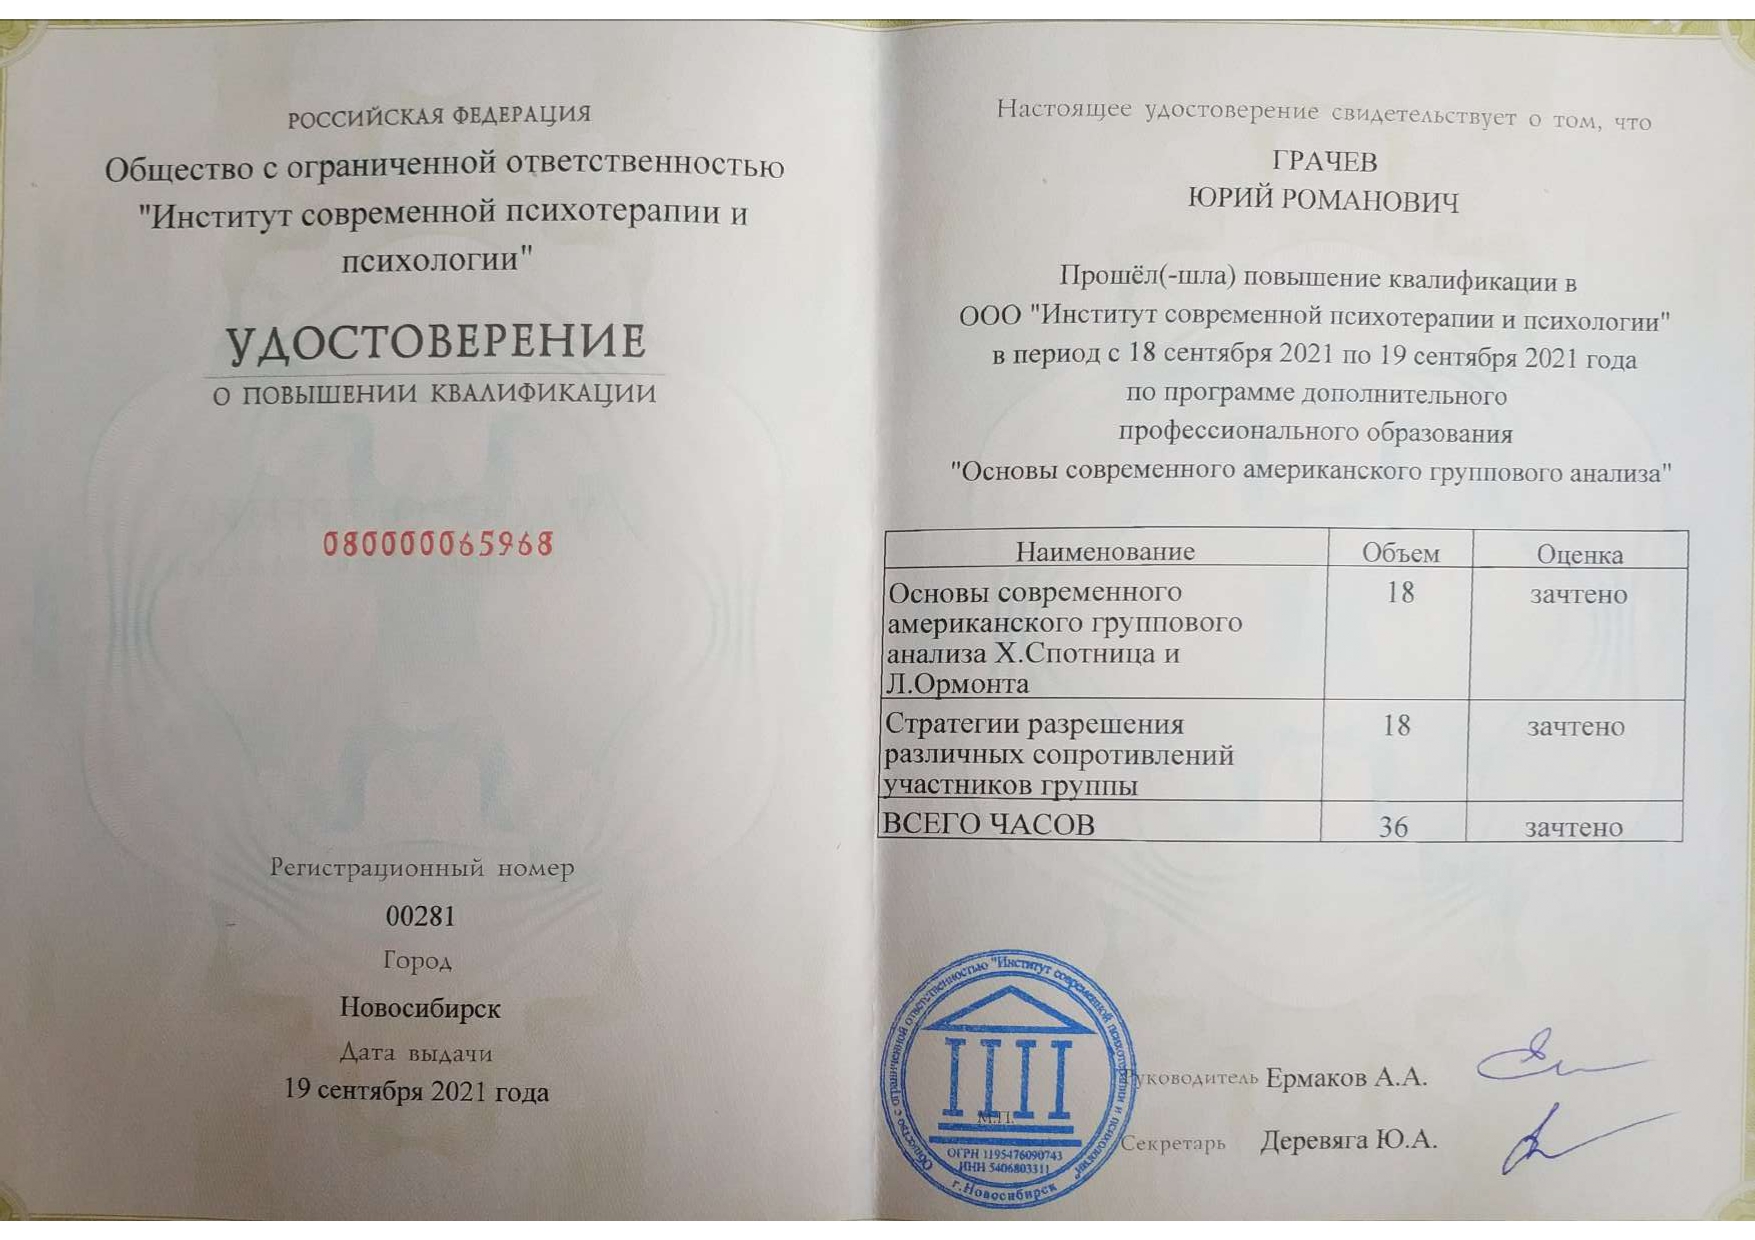 РОССИЙСКАЯ ФЕДЕРАЦИЯ
Общество с ограниченной ответственностью
"Институт современной психотерапии и
психологии"
УДОСТОВЕРЕНИЕ
О ПОВЫШЕНИИ КВАЛИФИКАЦИИ
080000065968
Регистрационный номер
00281
Город
Новосибирск
Дата выдачи
19 сентября 2021 года
Настоящее удостоверение свидетельствует о том, что
ГРАЧЕВ
ЮРИЙ РОМАНОВИЧ
Прошёл(-шла) повышение квалификации в
ООО "Институт современной психотерапии и психологии"
в период с 18 сентября 2021 по 19 сентября 2021 года
по программе дополнительного
профессионального образования
"Основы современного американского группового анализа"
Наименование Объем Оценка
Основы современного 18 зачтено
американского группового
анализа Х.Спотница и
Л.Ормонта
Стратегии разрешения 18 зачтено
различных сопротивлений
участников группы
ВСЕГО ЧАСОВ 36 зачтено
Общество с ограниченной ответственностью "Институт современной психотерапии и психологии"
М.П.
ОГРН 1195476090743
ИНН 5406803311
г.Новосибирск
Руководитель Ермаков А.А.
Секретарь Деревяга Ю.А.